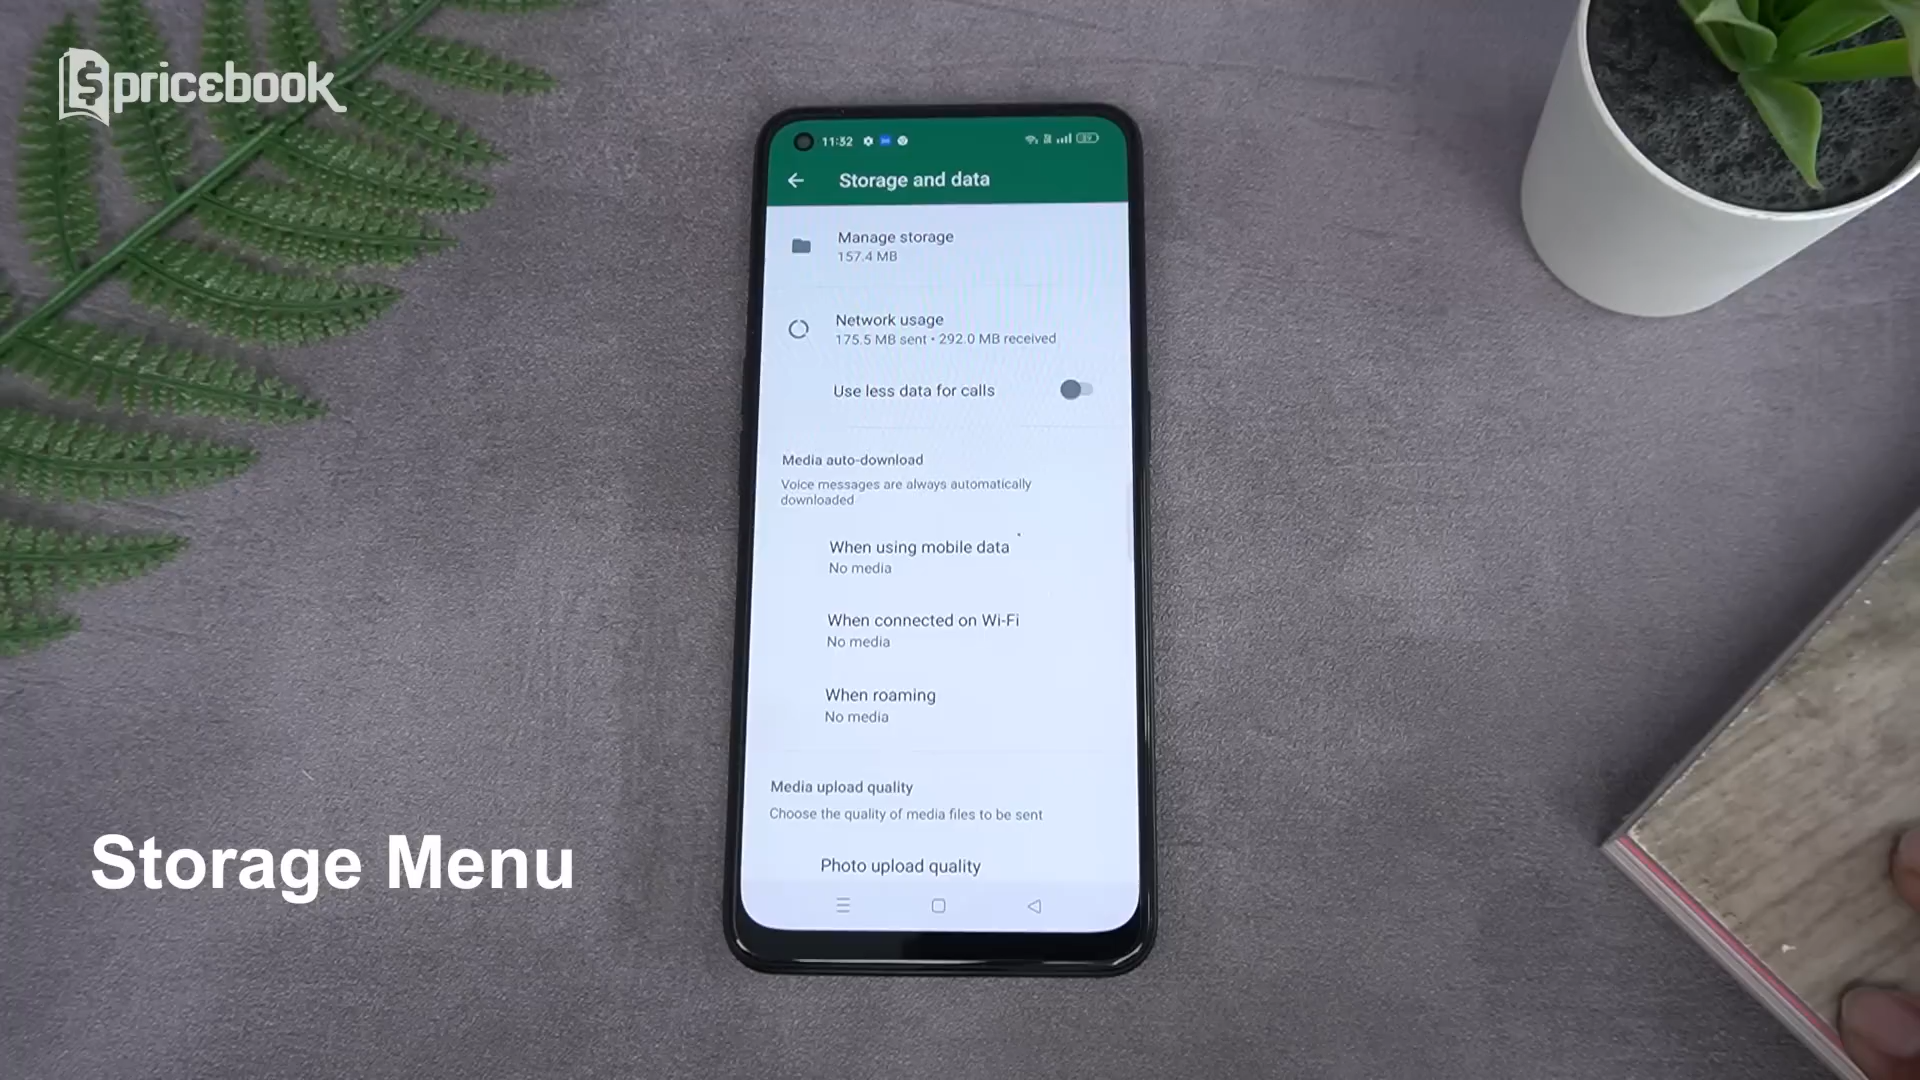 pricebook
11:32
Storage and data
Manage storage
157.4 MB
Network usage
175.5 MB sent • 292.0 MB received
Use less data for calls
Media auto-download
Voice messages are always automatically
downloaded
When using mobile data
No media
When connected on Wi-Fi
No media
When roaming
No media
Media upload quality
Choose the quality of media files to be sent
Photo upload quality
Storage Menu